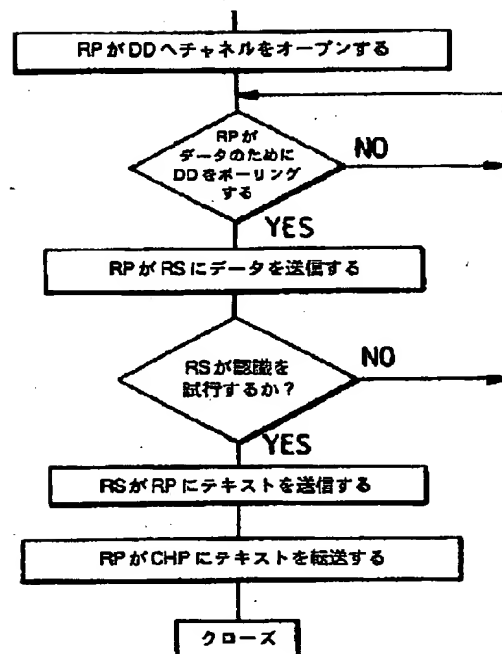 RPがDDへチャネルをオープンする
RPが
データのために
DDをポーリング
する
NO
YES
RPがRSにデータを送信する
RSが認識を
試行するか？
NO
YES
RSがRPにテキストを送信する
RPがCHPにテキストを転送する
クローズ